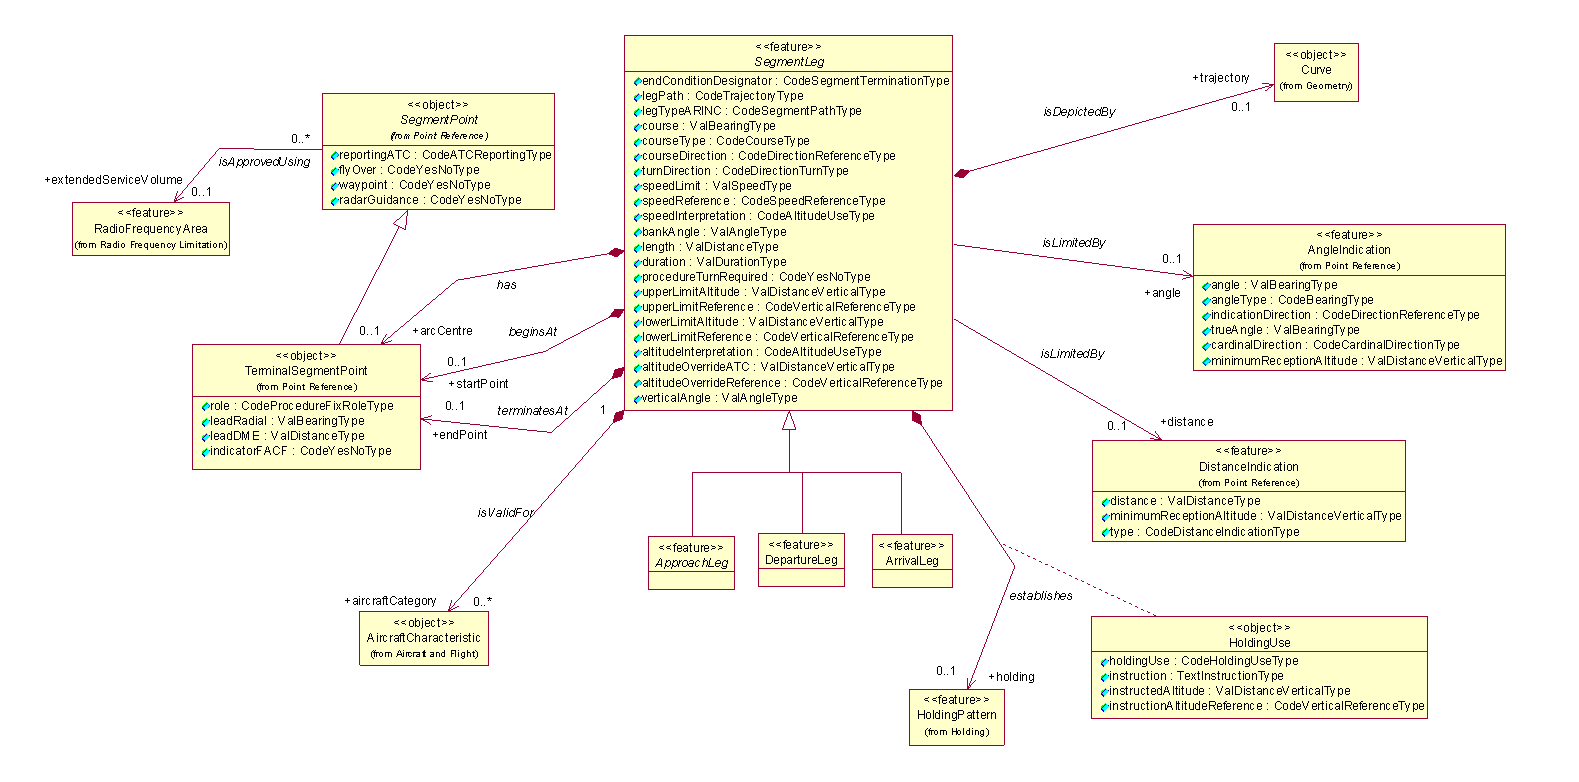 <<feature>>
SegmentLeg
endConditionDesignator : CodeSegmentTerminationType
legPath : CodeTrajectoryType
legTypeARINC : CodeSegmentPathType
course : ValBearingType
courseType : CodeCourseType
courseDirection : CodeDirectionReferenceType
turnDirection : CodeDirectionTurnType
speedLimit : ValSpeedType
speedReference : CodeSpeedReferenceType
speedInterpretation : CodeAltitudeUseType
bankAngle : ValAngleType
length : ValDistanceType
duration : ValDurationType
procedureTurnRequired : CodeYesNoType
upperLimitAltitude : ValDistanceVerticalType
upperLimitReference : CodeVerticalReferenceType
lowerLimitAltitude : ValDistanceVerticalType
lowerLimitReference : CodeVerticalReferenceType
altitudeInterpretation : CodeAltitudeUseType
altitudeOverrideATC : ValDistanceVerticalType
altitudeOverrideReference : CodeVerticalReferenceType
verticalAngle : ValAngleType
<<object>>
SegmentPoint
(from Point Reference)
reportingATC : CodeATCReportingType
flyOver : CodeYesNoType
waypoint : CodeYesNoType
radarGuidance : CodeYesNoType
0..*
isApprovedUsing
+extendedServiceVolume
0..1
<<feature>>
RadioFrequencyArea
(from Radio Frequency Limitation)
has
0..1
+arcCentre
beginsAt
0..1
+startPoint
0..1
terminatesAt
1
+endPoint
<<object>>
TerminalSegmentPoint
(from Point Reference)
role : CodeProcedureFixRoleType
leadRadial : ValBearingType
leadDME : ValDistanceType
indicatorFACF : CodeYesNoType
isValidFor
+aircraftCategory
0..*
<<object>>
AircraftCharacteristic
(from Aircraft and Flight)
<<feature>>
ApproachLeg
<<feature>>
DepartureLeg
<<feature>>
ArrivalLeg
<<object>>
Curve
(from Geometry)
+trajectory
0..1
isDepictedBy
isLimitedBy
0..1
+angle
<<feature>>
AngleIndication
(from Point Reference)
angle : ValBearingType
angleType : CodeBearingType
indicationDirection : CodeDirectionReferenceType
trueAngle : ValBearingType
cardinalDirection : CodeCardinalDirectionType
minimumReceptionAltitude : ValDistanceVerticalType
isLimitedBy
0..1
+distance
<<feature>>
DistanceIndication
(from Point Reference)
distance : ValDistanceType
minimumReceptionAltitude : ValDistanceVerticalType
type : CodeDistanceIndicationType
establishes
0..1
+holding
<<feature>>
HoldingPattern
(from Holding)
<<object>>
HoldingUse
holdingUse : CodeHoldingUseType
instruction : TextInstructionType
instructedAltitude : ValDistanceVerticalType
instructionAltitudeReference : CodeVerticalReferenceType